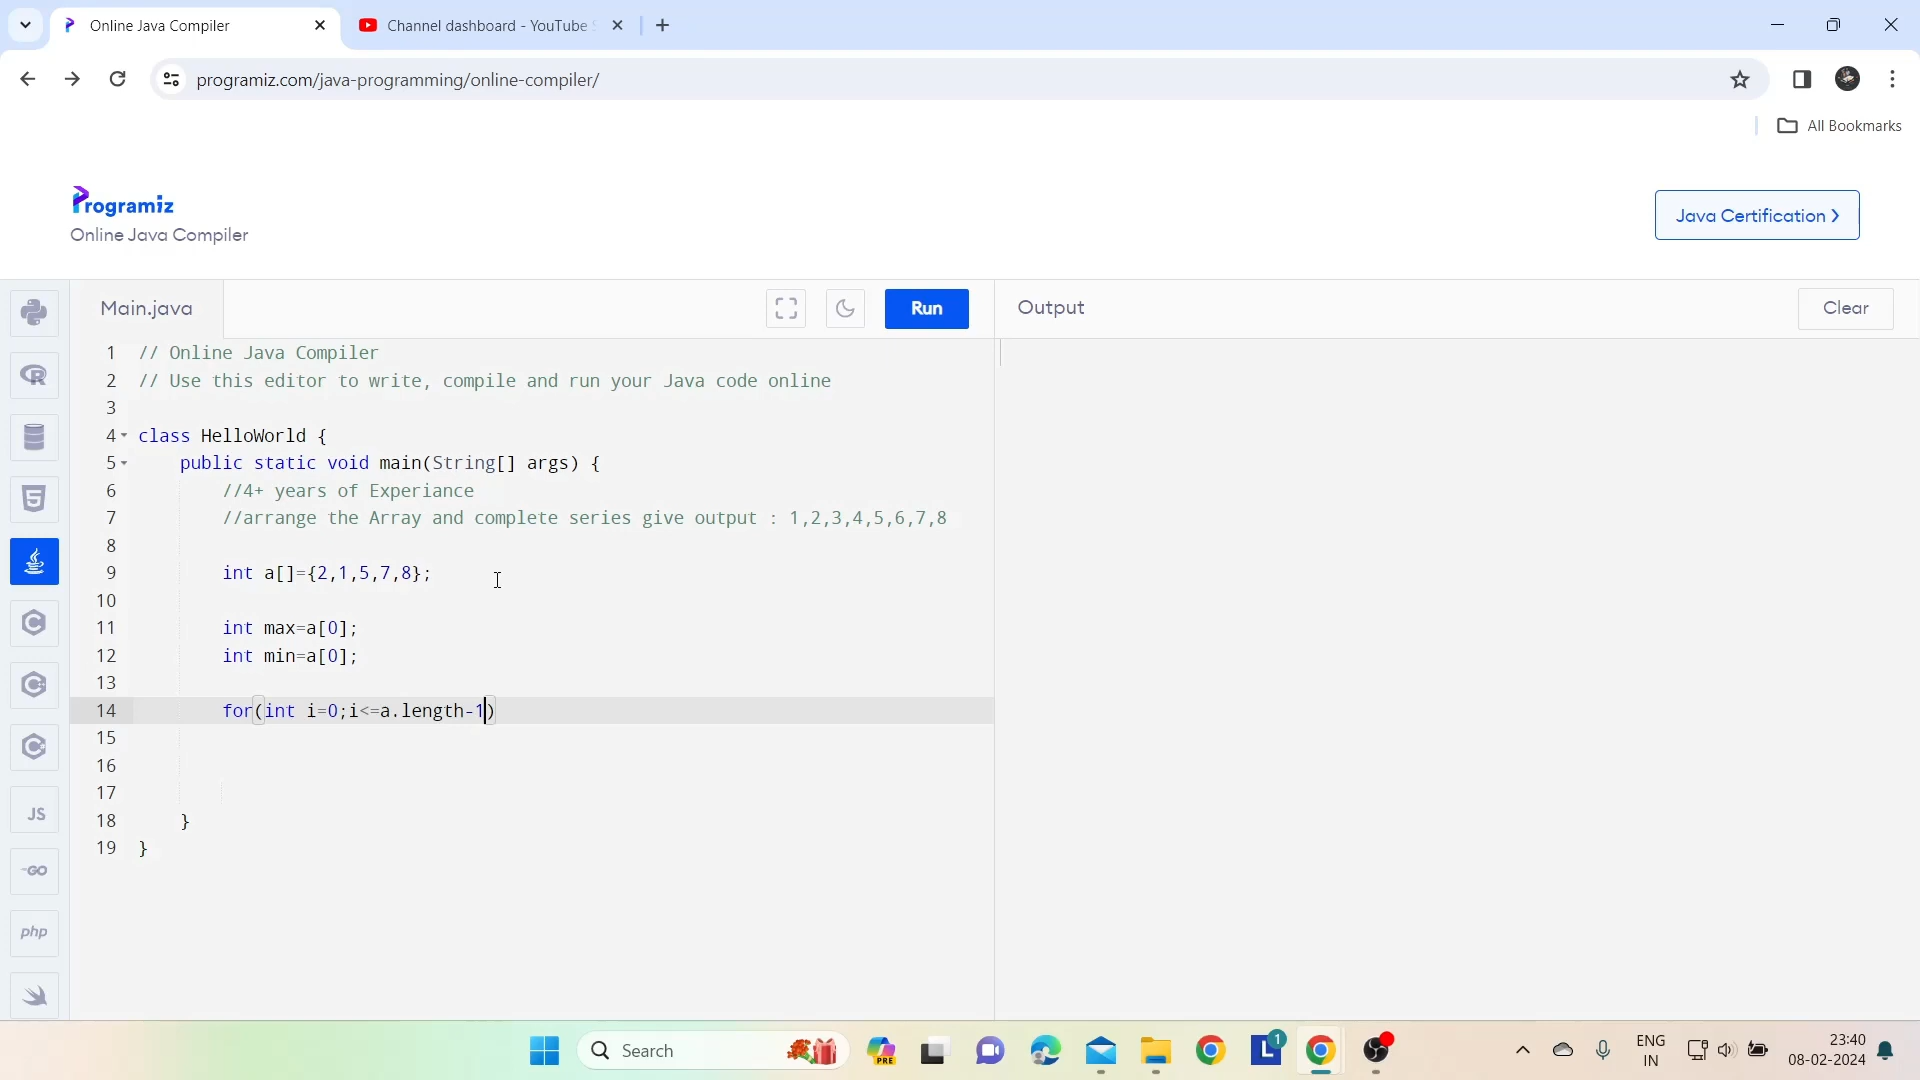 Online Java Compiler
Channel dashboard - YouTube S
programiz.com/java-programming/online-compiler/
All Bookmarks
Programiz
Online Java Compiler
Java Certification ›
Main.java
Run
Output
Clear
1 // Online Java Compiler
2 // Use this editor to write, compile and run your Java code online
3
4 class HelloWorld {
5 public static void main(String[] args) {
6 //4+ years of Experiance
7 //arrange the Array and complete series give output : 1,2,3,4,5,6,7,8
8
9 int a[]={2,1,5,7,8};
10
11 int max=a[0];
12 int min=a[0];
13
14 for(int i=0;i<=a.length-1)
15
16
17
18 }
19 }
R
5
C
C
C
JS
GO
php
Search
PRE
L
1
ENG
IN
23:40
08-02-2024